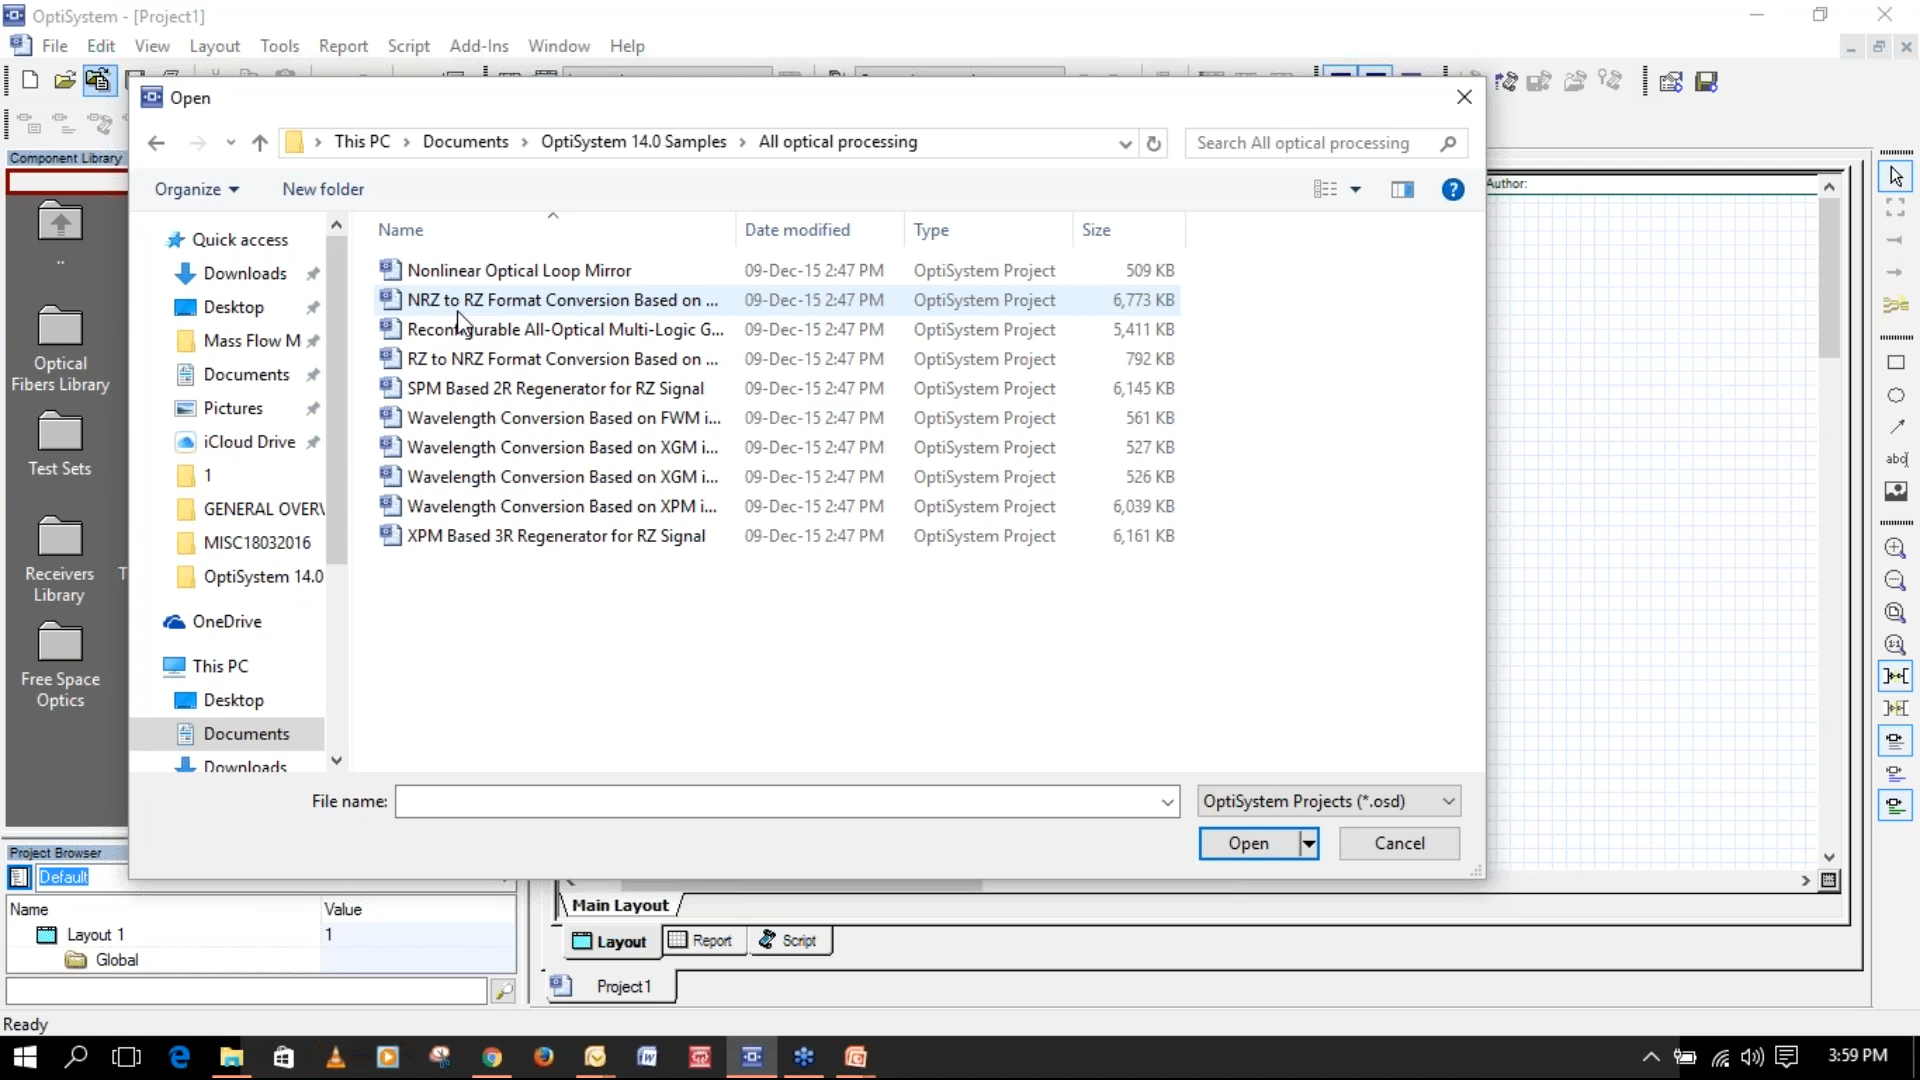 OptiSystem - [Project1]
File Edit View Layout Tools Report Script Add-Ins Window Help
Open
This PC > Documents > OptiSystem 14.0 Samples > All optical processing
Search All optical processing
Organize New folder
Component Library
Author:
Name Date modified Type Size
Nonlinear Optical Loop Mirror 09-Dec-15 2:47 PM OptiSystem Project 509 KB
NRZ to RZ Format Conversion Based on ... 09-Dec-15 2:47 PM OptiSystem Project 6,773 KB
Reconfigurable All-Optical Multi-Logic G... 09-Dec-15 2:47 PM OptiSystem Project 5,411 KB
RZ to NRZ Format Conversion Based on ... 09-Dec-15 2:47 PM OptiSystem Project 792 KB
SPM Based 2R Regenerator for RZ Signal 09-Dec-15 2:47 PM OptiSystem Project 6,145 KB
Wavelength Conversion Based on FWM i... 09-Dec-15 2:47 PM OptiSystem Project 561 KB
Wavelength Conversion Based on XGM i... 09-Dec-15 2:47 PM OptiSystem Project 527 KB
Wavelength Conversion Based on XGM i... 09-Dec-15 2:47 PM OptiSystem Project 526 KB
Wavelength Conversion Based on XPM i... 09-Dec-15 2:47 PM OptiSystem Project 6,039 KB
XPM Based 3R Regenerator for RZ Signal 09-Dec-15 2:47 PM OptiSystem Project 6,161 KB
Quick access
Downloads
Desktop
Mass Flow M
Documents
Pictures
iCloud Drive
1
GENERAL OVERV
MISC18032016
OptiSystem 14.0
OneDrive
This PC
Desktop
Documents
Downloads
..
Optical
Fibers Library
Test Sets
Receivers
Library
T
Free Space
Optics
abc
1:1
File name: OptiSystem Projects (*.osd)
Open Cancel
Project Browser
Default
Name Value
Layout 1 1
Global
Main Layout
Layout Report Script
Project1
Ready
3:59 PM